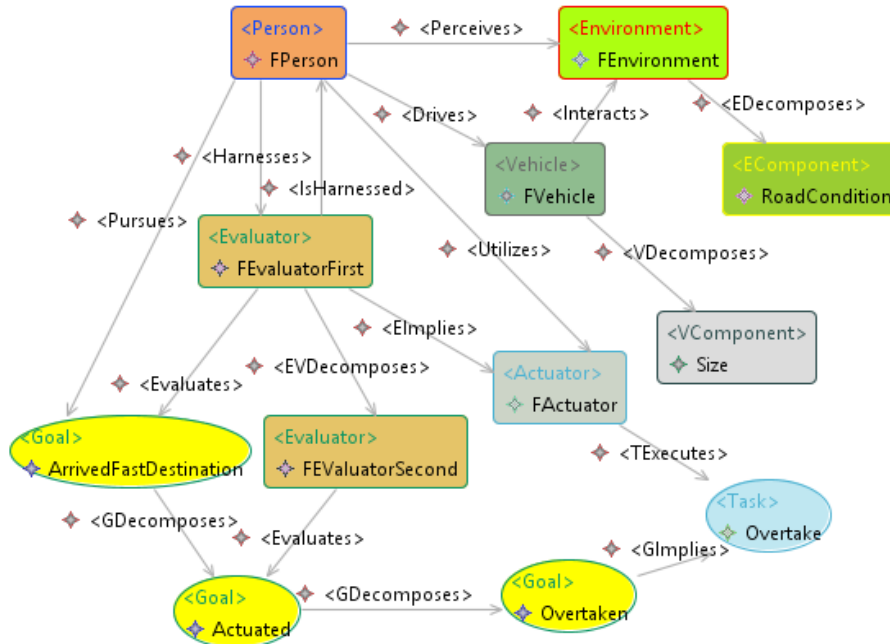 <Person>
FPerson
<Perceives>
<Environment>
FEnvironment
<EDecomposes>
<Drives>
<Interacts>
<Harnesses>
<IsHarnessed>
<Vehicle>
FVehicle
<EComponent>
RoadCondition
<Pursues>
<Evaluator>
FEvaluatorFirst
<Utilizes>
<VDecomposes>
<EImplies>
<VComponent>
Size
<Evaluates>
<EVDecomposes>
<Actuator>
FActuator
<Goal>
ArrivedFastDestination
<Evaluator>
FEValuatorSecond
<TExecutes>
<GDecomposes>
<Evaluates>
<Task>
Overtake
<GImplies>
<Goal>
Actuated
<GDecomposes>
<Goal>
Overtaken